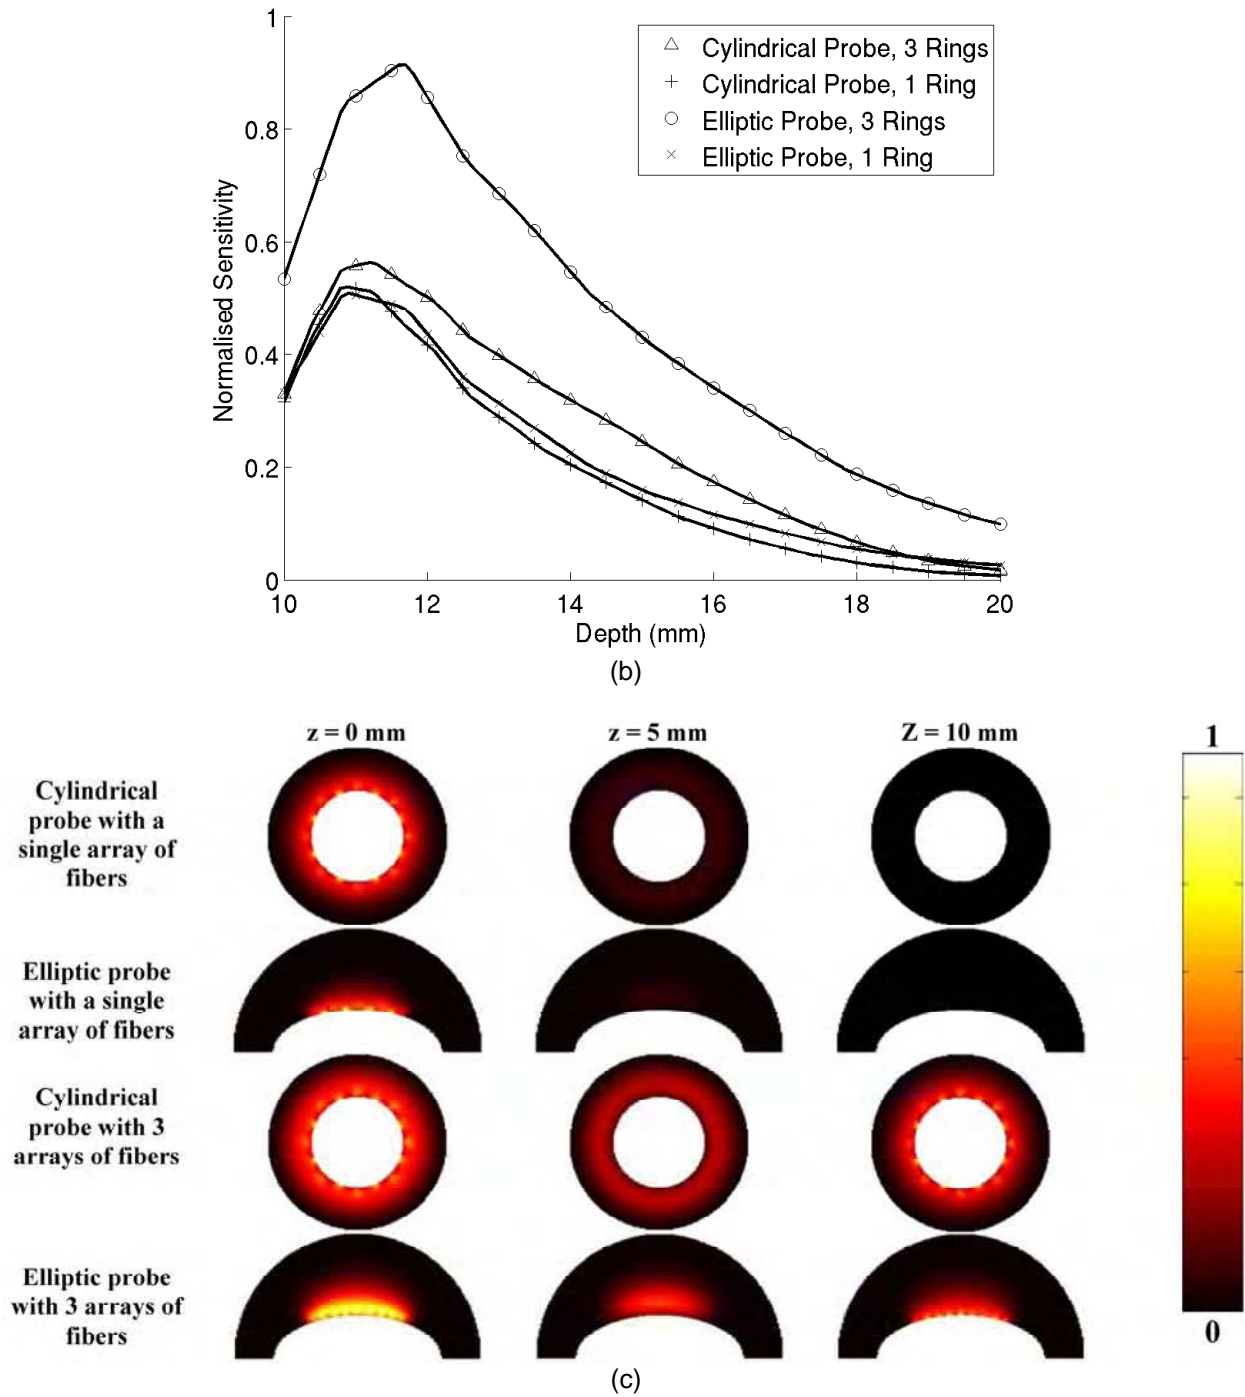 1
0.8
0.6
0.4
0.2
0
Normalised Sensitivity
10
12
14
16
18
20
Depth (mm)
Cylindrical Probe, 3 Rings
Cylindrical Probe, 1 Ring
Elliptic Probe, 3 Rings
Elliptic Probe, 1 Ring
(b)
z = 0 mm
z = 5 mm
Z = 10 mm
Cylindrical
probe with a
single array of
fibers
Elliptic probe
with a single
array of fibers
Cylindrical
probe with 3
arrays of fibers
Elliptic probe
with 3 arrays of
fibers
1
0
(c)